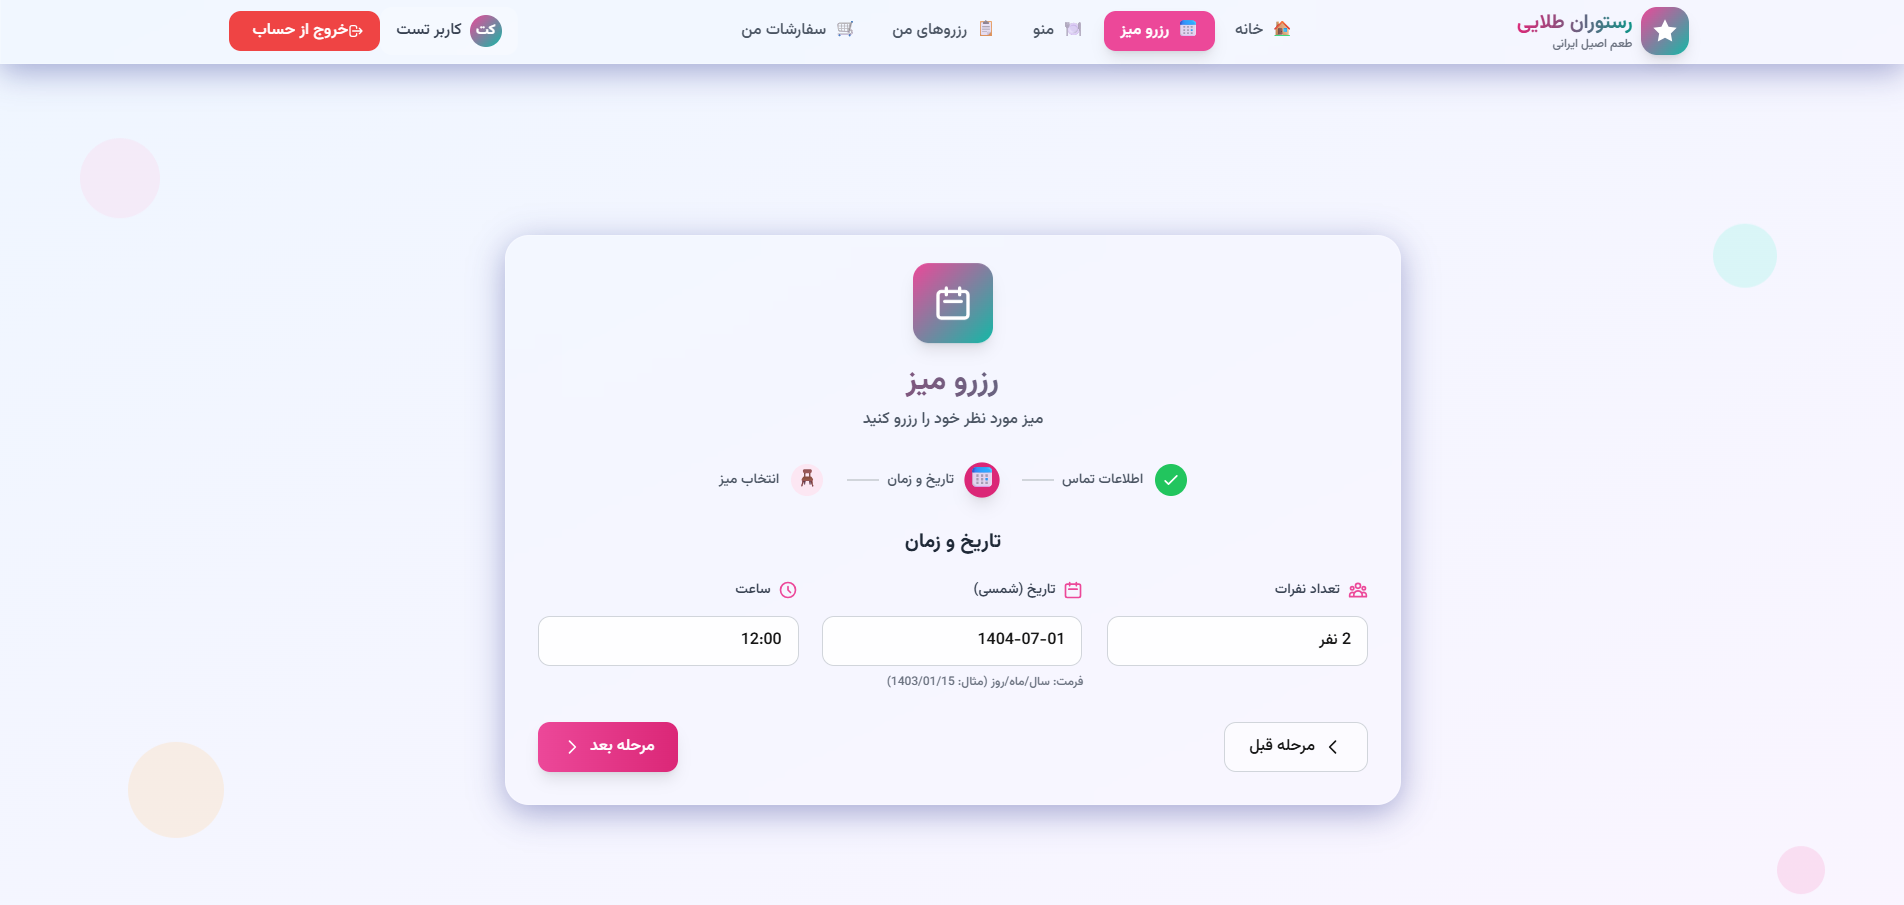 رستوران طلایی
طعم اصیل ایرانی
خانه
رزرو میز
منو
رزروهای من
سفارشات من
کت
کاربر تست
خروج از حساب
رزرو میز
میز مورد نظر خود را رزرو کنید
اطلاعات تماس
تاریخ و زمان
انتخاب میز
تاریخ و زمان
تعداد نفرات
تاریخ (شمسی)
ساعت
2 نفر
1404-07-01
12:00
فرمت: سال/ماه/روز (مثال: 1403/01/15)
مرحله قبل
مرحله بعد